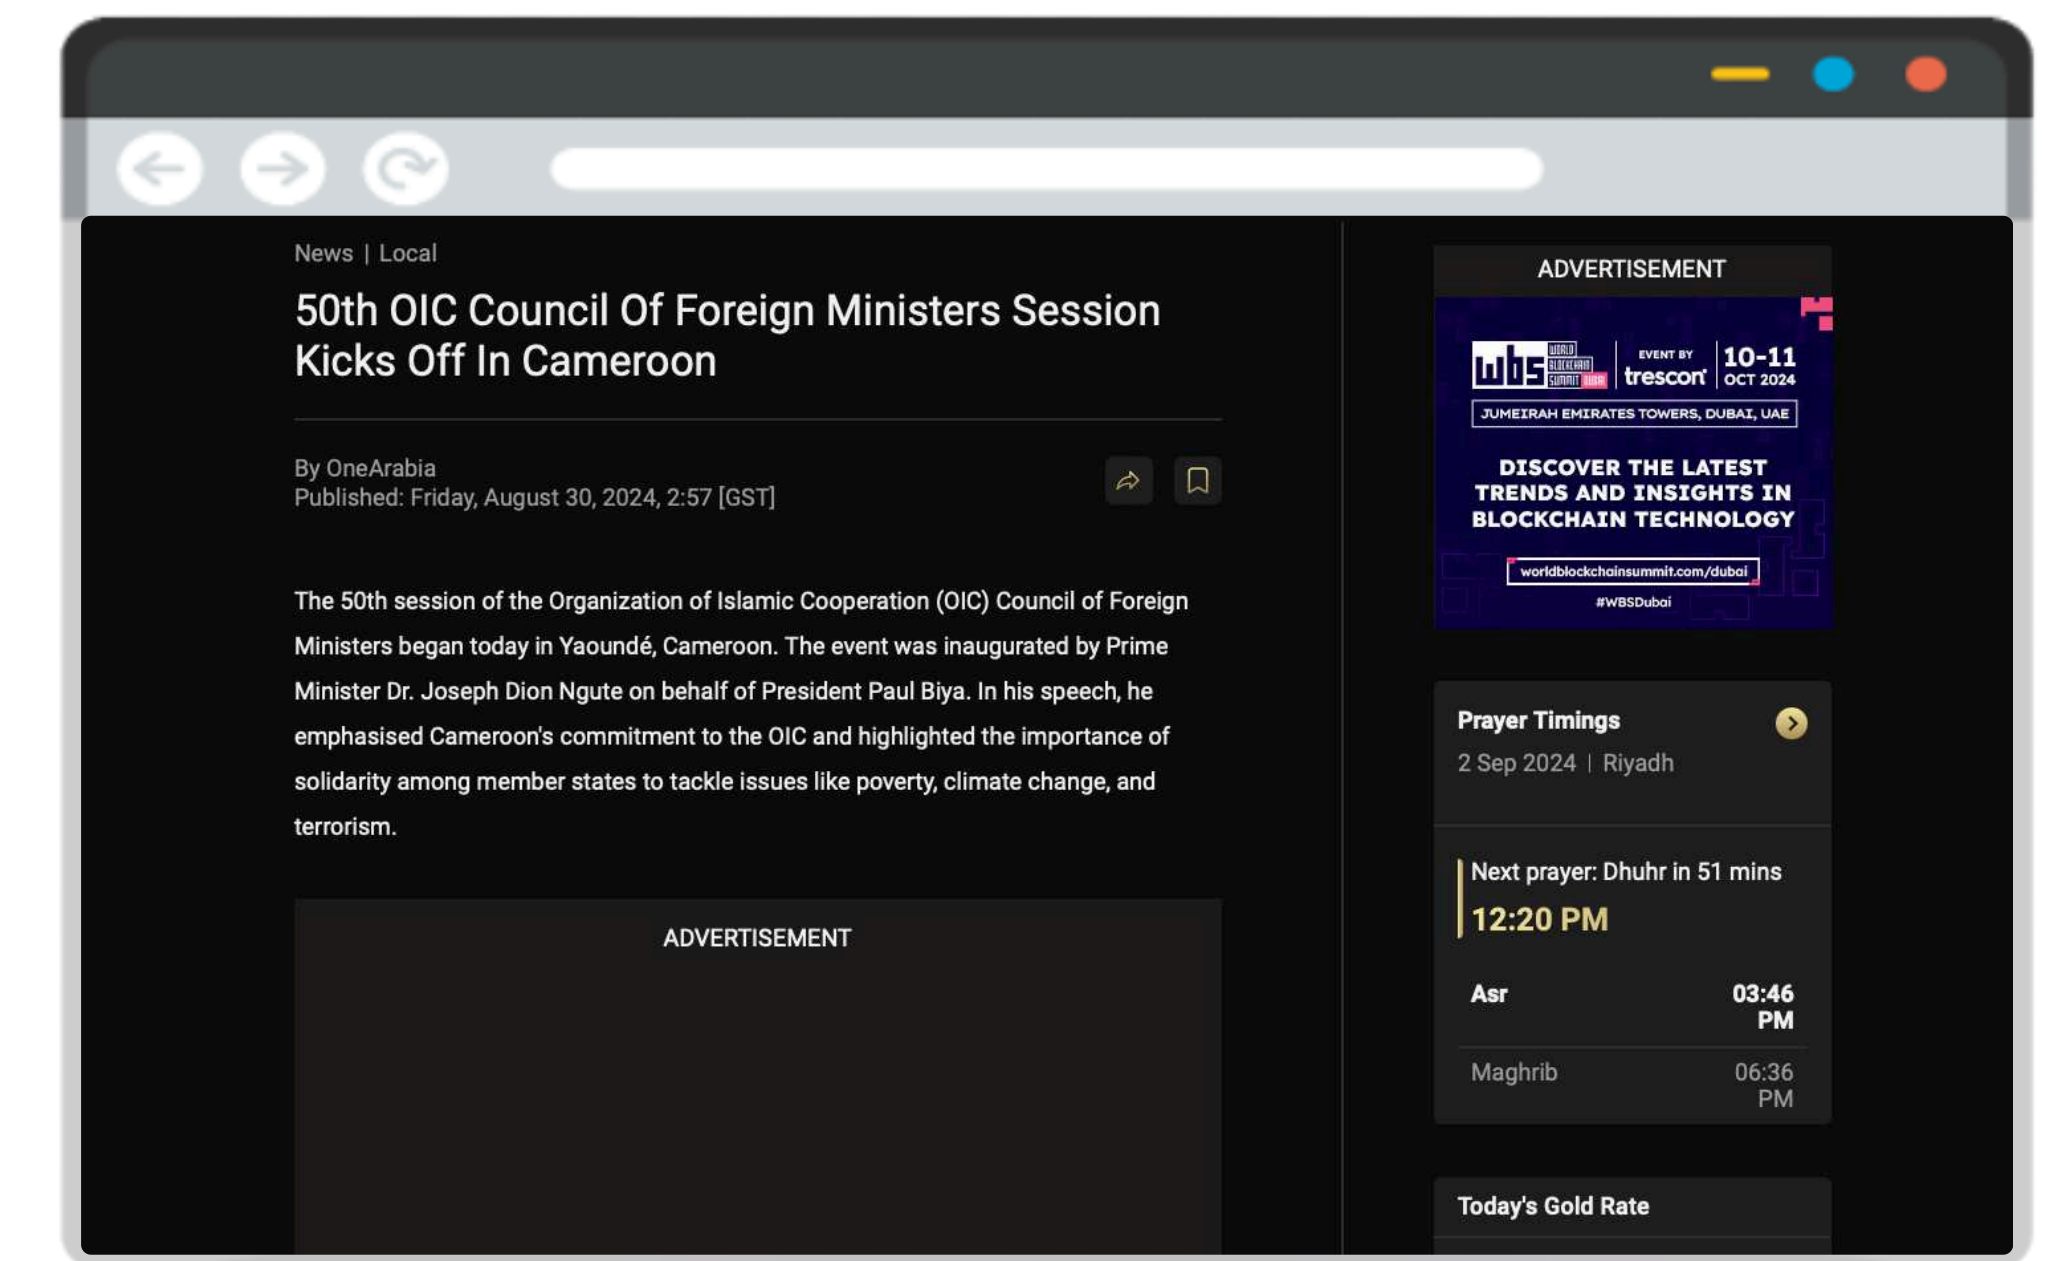 News | Local
50th OIC Council Of Foreign Ministers Session
Kicks Off In Cameroon
By OneArabia
Published: Friday, August 30, 2024, 2:57 [GST]
The 50th session of the Organization of Islamic Cooperation (OIC) Council of Foreign
Ministers began today in Yaoundé, Cameroon. The event was inaugurated by Prime
Minister Dr. Joseph Dion Ngute on behalf of President Paul Biya. In his speech, he
emphasised Cameroon's commitment to the OIC and highlighted the importance of
solidarity among member states to tackle issues like poverty, climate change, and
terrorism.
ADVERTISEMENT
ADVERTISEMENT
wbs
WORLD
BLOCKCHAIN
SUMMIT DUBAI
EVENT BY
trescon
10-11
OCT 2024
JUMEIRAH EMIRATES TOWERS, DUBAI, UAE
DISCOVER THE LATEST
TRENDS AND INSIGHTS IN
BLOCKCHAIN TECHNOLOGY
worldblockchainsummit.com/dubai
#WBSDubai
Prayer Timings
2 Sep 2024 | Riyadh
Next prayer: Dhuhr in 51 mins
12:20 PM
Asr 03:46
PM
Maghrib 06:36
PM
Today's Gold Rate